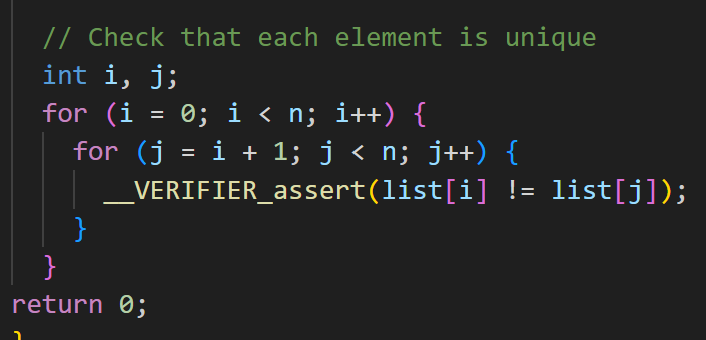 // Check that each element is unique
int i, j;
for (i = 0; i < n; i++) {
for (j = i + 1; j < n; j++) {
__VERIFIER_assert(list[i] != list[j]);
}
}
return 0;
}